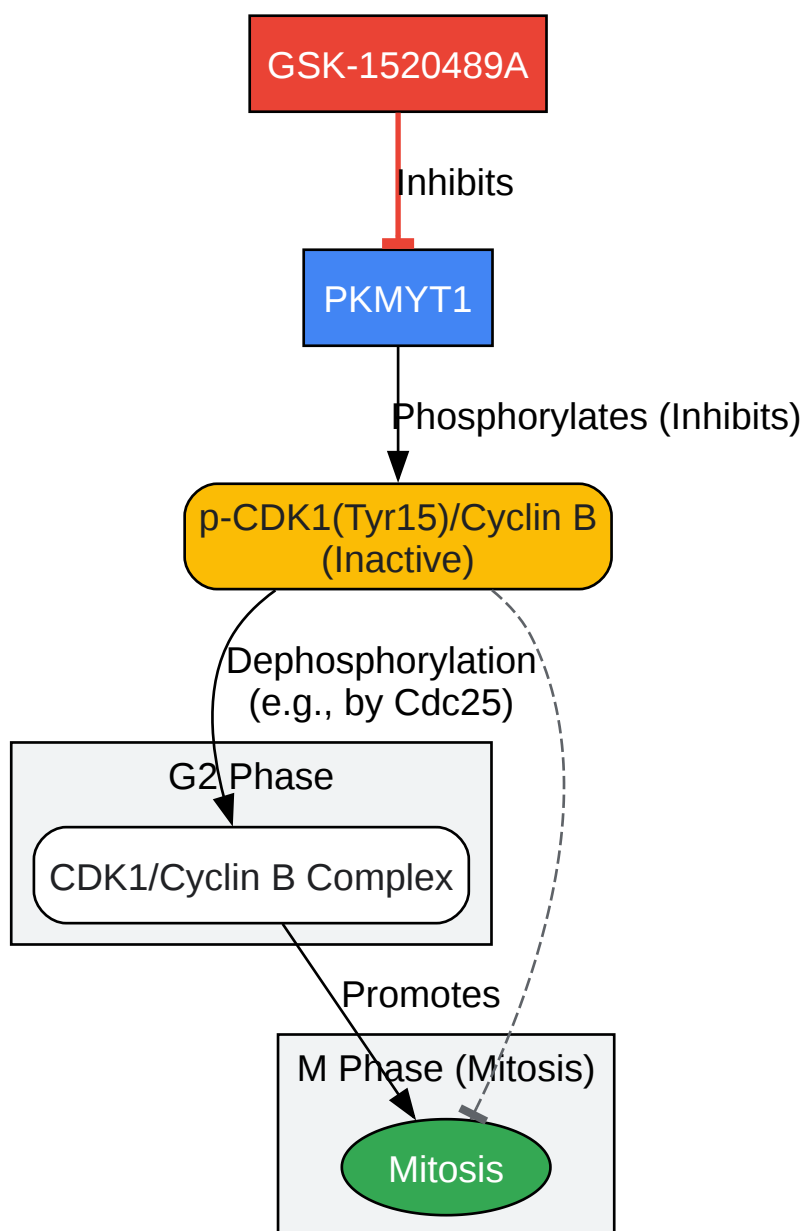 GSK-1520489A
Inhibits
PKMYT1
Phosphorylates (Inhibits)
p-CDK1(Tyr15)/Cyclin B
(Inactive)
Dephosphorylation
(e.g., by Cdc25)
G2 Phase
CDK1/Cyclin B Complex
Promotes
M Phase (Mitosis)
Mitosis